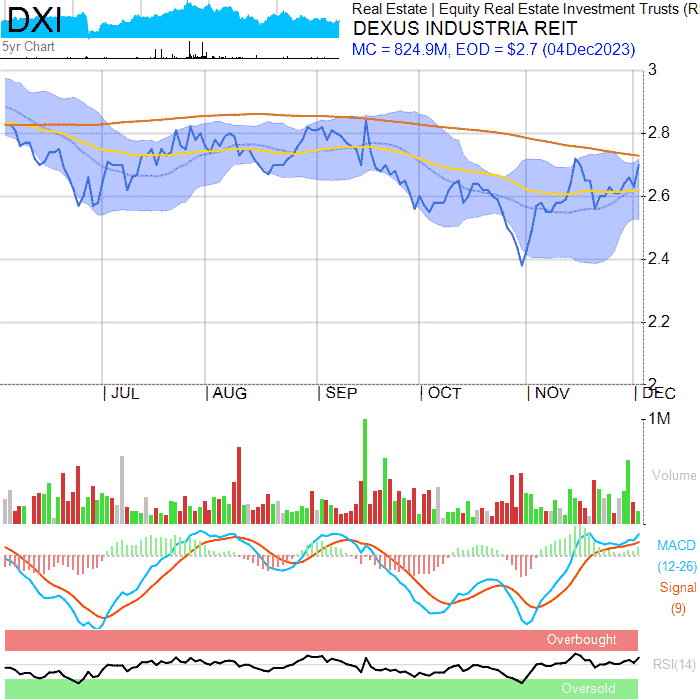 DXI
Real Estate | Equity Real Estate Investment Trusts (R
DEXUS INDUSTRIA REIT
MC = 824.9M, EOD = $2.7 (04Dec2023)
5yr Chart
3
2.8
2.6
2.4
2.2
2
| JUL | AUG | SEP | OCT | NOV | DEC
1M
Volume
MACD
(12-26)
Signal
(9)
Overbought
RSI(14)
Oversold